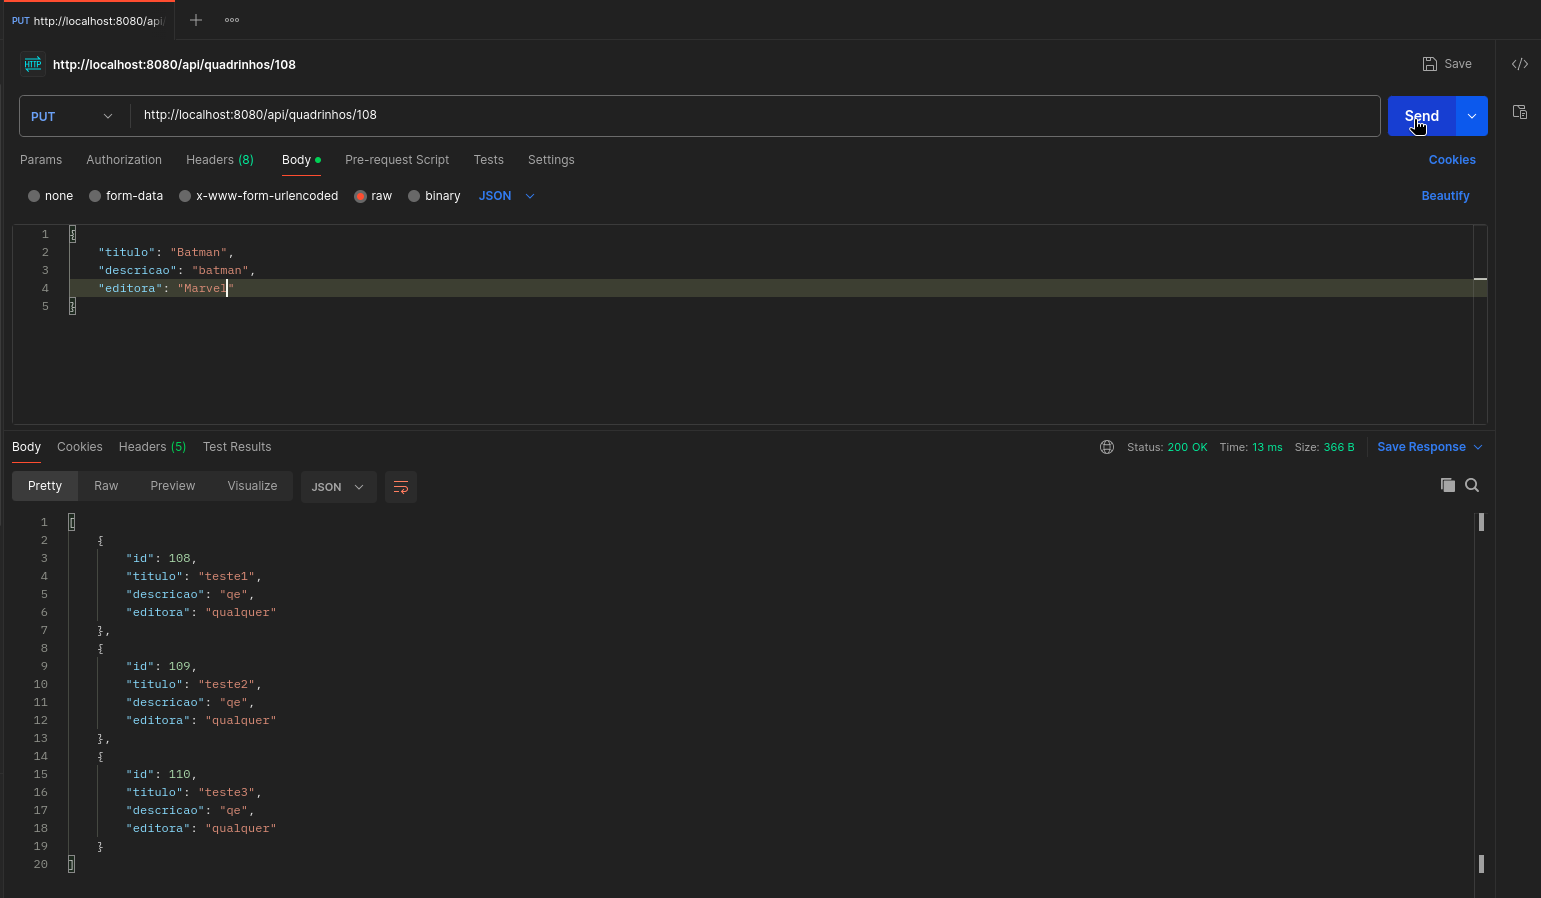 PUT http://localhost:8080/api/
HTTP http://localhost:8080/api/quadrinhos/108 Save
PUT http://localhost:8080/api/quadrinhos/108 Send
Params Authorization Headers (8) Body Pre-request Script Tests Settings Cookies
none form-data x-www-form-urlencoded raw binary JSON Beautify
1 {
2 "titulo": "Batman",
3 "descricao": "batman",
4 "editora": "Marvel"
5 }
Body Cookies Headers (5) Test Results Status: 200 OK Time: 13 ms Size: 366 B Save Response
Pretty Raw Preview Visualize JSON
1 [
2 {
3 "id": 108,
4 "titulo": "teste1",
5 "descricao": "qe",
6 "editora": "qualquer"
7 },
8 {
9 "id": 109,
10 "titulo": "teste2",
11 "descricao": "qe",
12 "editora": "qualquer"
13 },
14 {
15 "id": 110,
16 "titulo": "teste3",
17 "descricao": "qe",
18 "editora": "qualquer"
19 }
20 ]